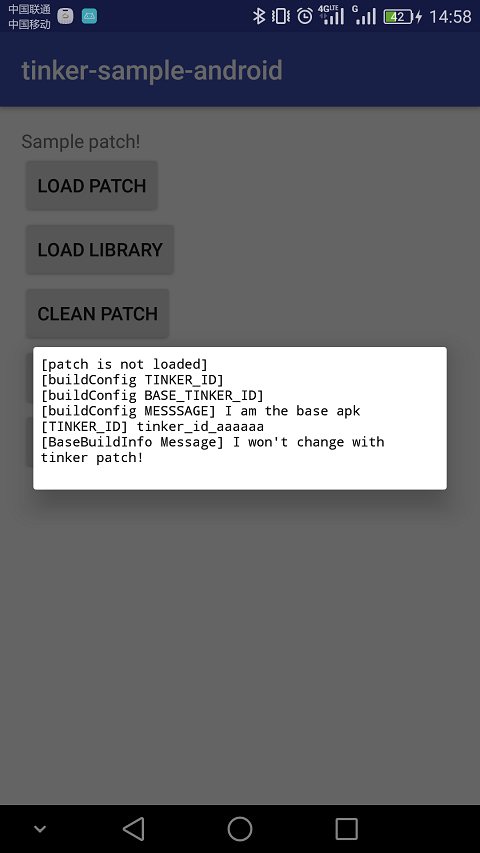 中国联通
中国移动
4G LTE
G
42
14:58
tinker-sample-android
Sample patch!
LOAD PATCH
LOAD LIBRARY
CLEAN PATCH
[patch is not loaded]
[buildConfig TINKER_ID]
[buildConfig BASE_TINKER_ID]
[buildConfig MESSSAGE] I am the base apk
[TINKER_ID] tinker_id_aaaaaa
[BaseBuildInfo Message] I won't change with
tinker patch!